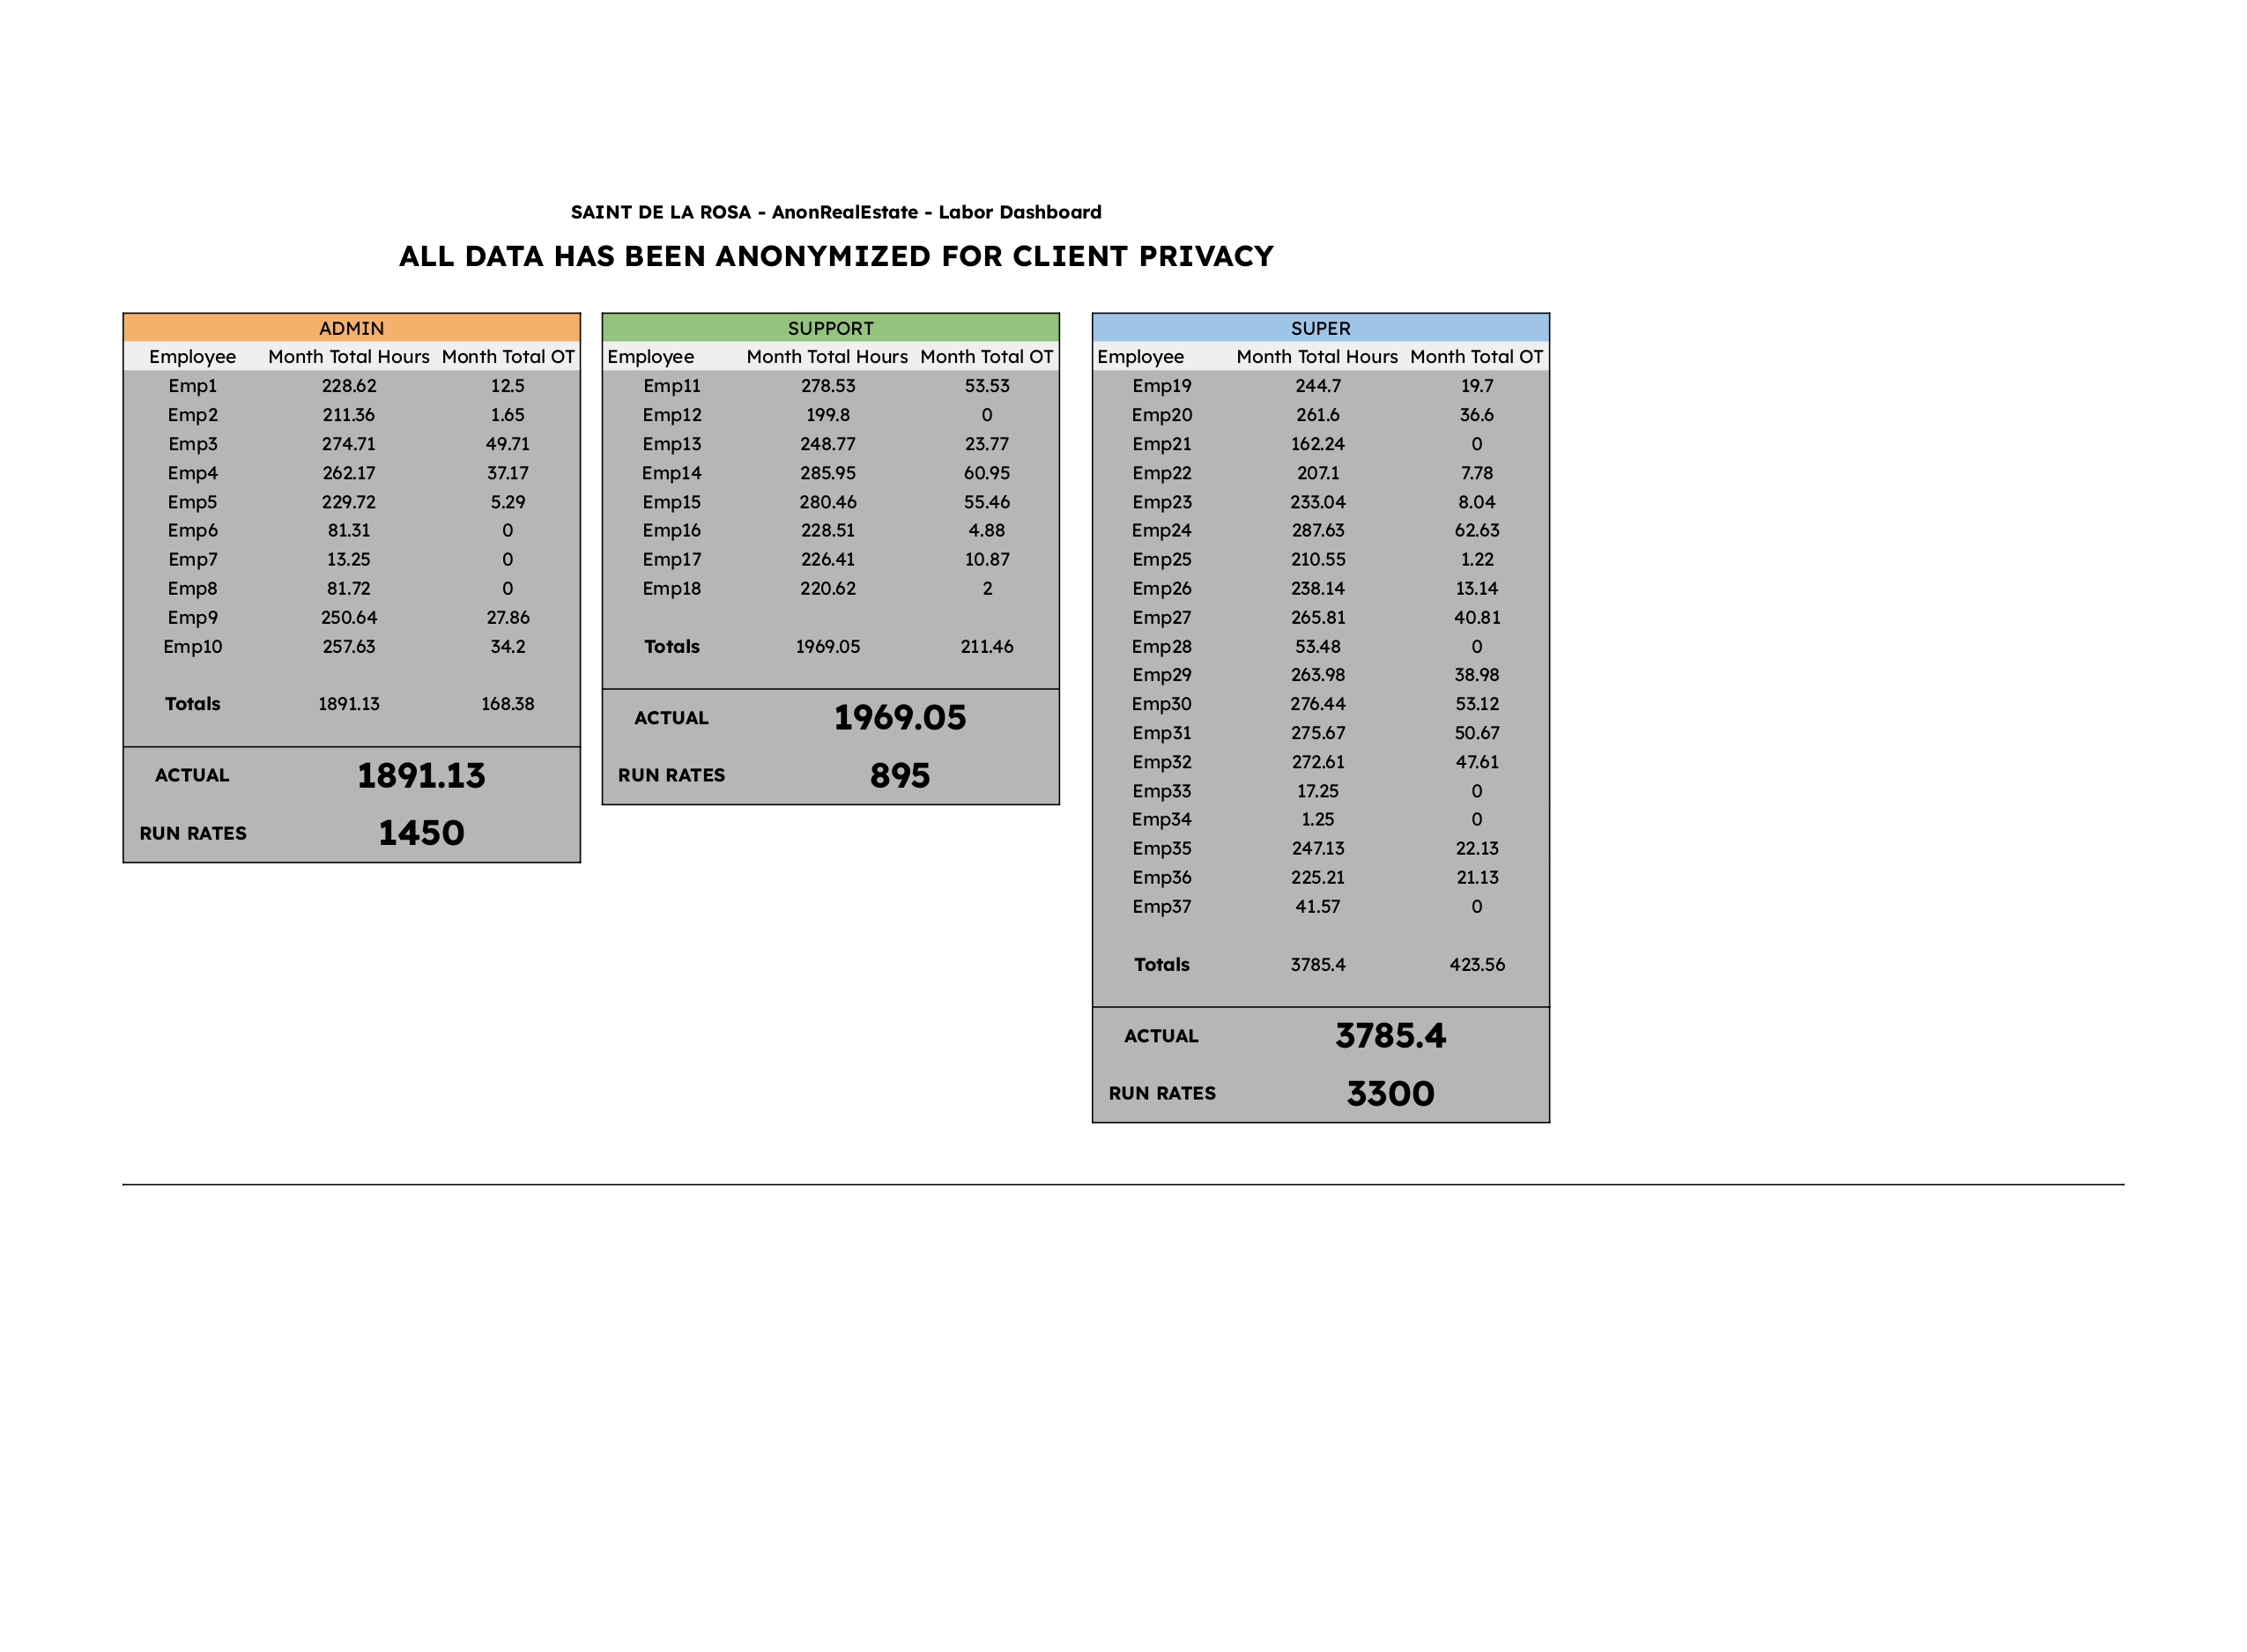 SAINT DE LA ROSA - AnonRealEstate - Labor Dashboard
ALL DATA HAS BEEN ANONYMIZED FOR CLIENT PRIVACY
ADMIN
Employee Month Total Hours Month Total OT
Emp1 228.62 12.5
Emp2 211.36 1.65
Emp3 274.71 49.71
Emp4 262.17 37.17
Emp5 229.72 5.29
Emp6 81.31 0
Emp7 13.25 0
Emp8 81.72 0
Emp9 250.64 27.86
Emp10 257.63 34.2
Totals 1891.13 168.38
ACTUAL 1891.13
RUN RATES 1450
SUPPORT
Employee Month Total Hours Month Total OT
Emp11 278.53 53.53
Emp12 199.8 0
Emp13 248.77 23.77
Emp14 285.95 60.95
Emp15 280.46 55.46
Emp16 228.51 4.88
Emp17 226.41 10.87
Emp18 220.62 2
Totals 1969.05 211.46
ACTUAL 1969.05
RUN RATES 895
SUPER
Employee Month Total Hours Month Total OT
Emp19 244.7 19.7
Emp20 261.6 36.6
Emp21 162.24 0
Emp22 207.1 7.78
Emp23 233.04 8.04
Emp24 287.63 62.63
Emp25 210.55 1.22
Emp26 238.14 13.14
Emp27 265.81 40.81
Emp28 53.48 0
Emp29 263.98 38.98
Emp30 276.44 53.12
Emp31 275.67 50.67
Emp32 272.61 47.61
Emp33 17.25 0
Emp34 1.25 0
Emp35 247.13 22.13
Emp36 225.21 21.13
Emp37 41.57 0
Totals 3785.4 423.56
ACTUAL 3785.4
RUN RATES 3300